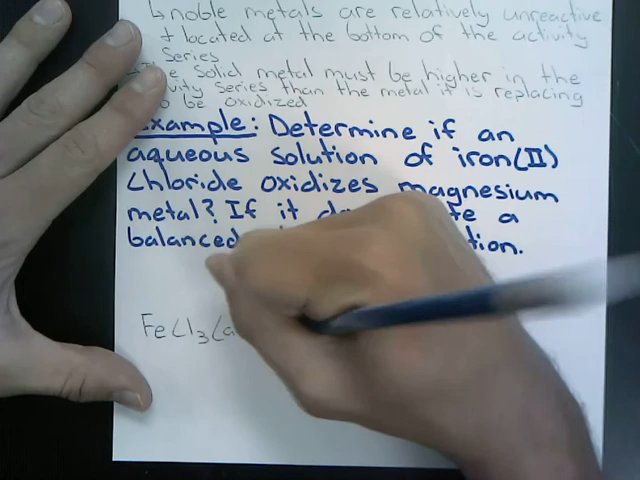 ↳noble metals are relatively unreactive
+ located at the bottom of the activity
series
solid metal must be higher in the
series than the metal it is replacing
be oxidized
Example: Determine if an
aqueous solution of iron(II)
chloride oxidizes magnesium
metal? If it a
balanced
FeCl₃(a